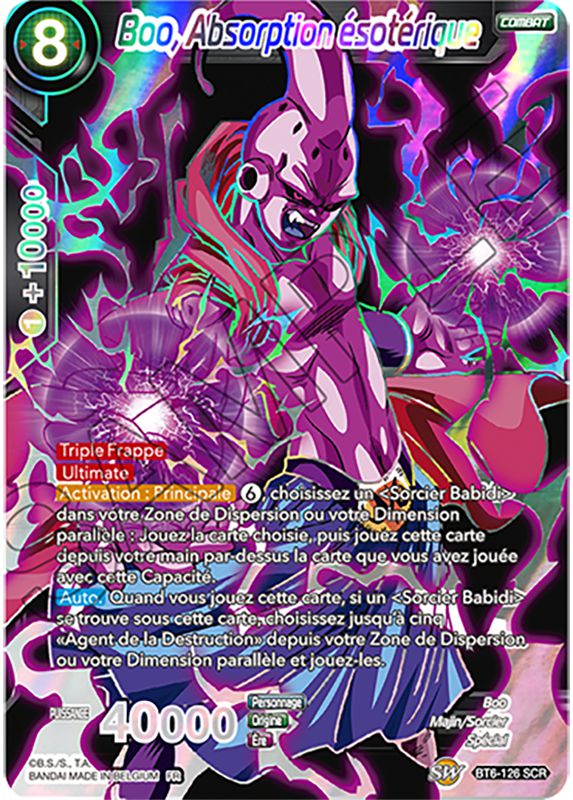 8
Boo, Absorption ésotérique
COMBAT
1 + 10000
Triple Frappe
Ultimate
Activation : Principale 6, choisissez un <Sorcier Babidi>
dans votre Zone de Dispersion ou votre Dimension
parallèle : Jouez la carte choisie, puis jouez cette carte
depuis votre main par-dessus la carte que vous avez jouée
avec cette Capacité.
Auto. Quand vous jouez cette carte, si un <Sorcier Babidi>
se trouve sous cette carte, choisissez jusqu'à cinq
«Agent de la Destruction» depuis votre Zone de Dispersion
ou votre Dimension parallèle et jouez-les.
PUISSANCE 40000
Personnage Boo
Origine Majin/Sorcier
Ère Spécial
©B.S./S., T.A.
BANDAI MADE IN BELGIUM FR
SW BT6-126 SCR